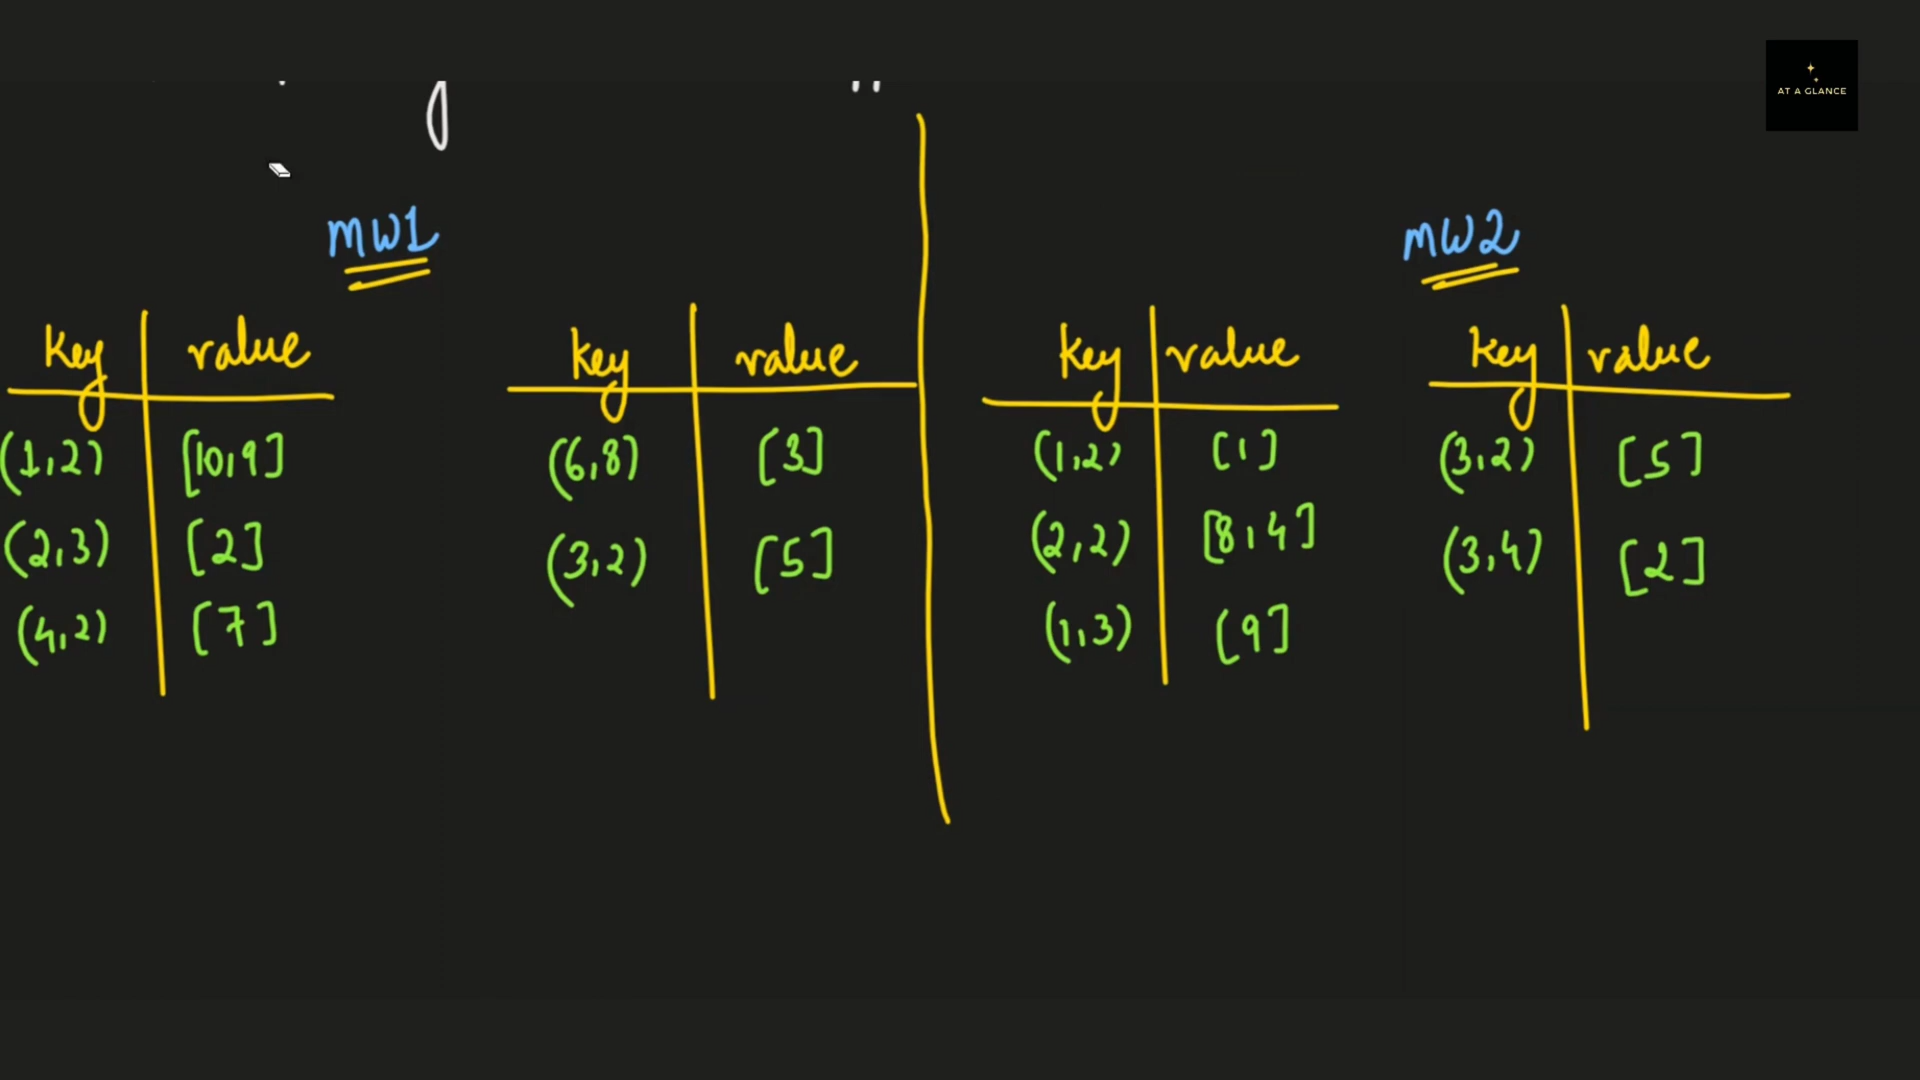 AT A GLANCE
MW1
MW2
key value
(1,2) [10,9]
(2,3) [2]
(4,2) [7]
key value
(6,8) [3]
(3,2) [5]
key value
(1,2) [1]
(2,2) [8,4]
(1,3) [9]
key value
(3,2) [5]
(3,4) [2]